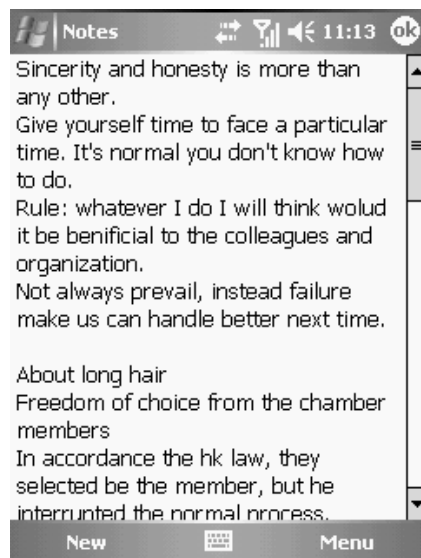 Notes 11:13 ok
Sincerity and honesty is more than
any other.
Give yourself time to face a particular
time. It's normal you don't know how
to do.
Rule: whatever I do I will think wolud
it be benificial to the colleagues and
organization.
Not always prevail, instead failure
make us can handle better next time.
About long hair
Freedom of choice from the chamber
members
In accordance the hk law, they
selected be the member, but he
interrupted the normal process.
New Menu